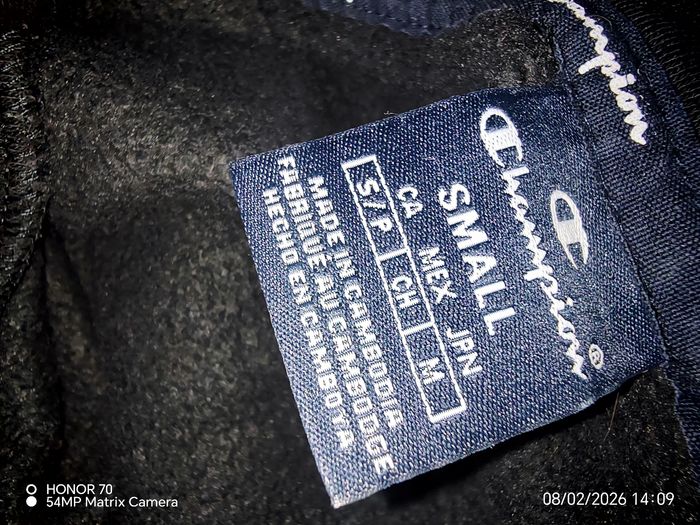 Champion
Champion®
SMALL
CA MEX JPN
S/P | CH | M
MADE IN CAMBODIA
FABRIQUÉ AU CAMBODGE
HECHO EN CAMBOYA
HONOR 70
54MP Matrix Camera
08/02/2026 14:09